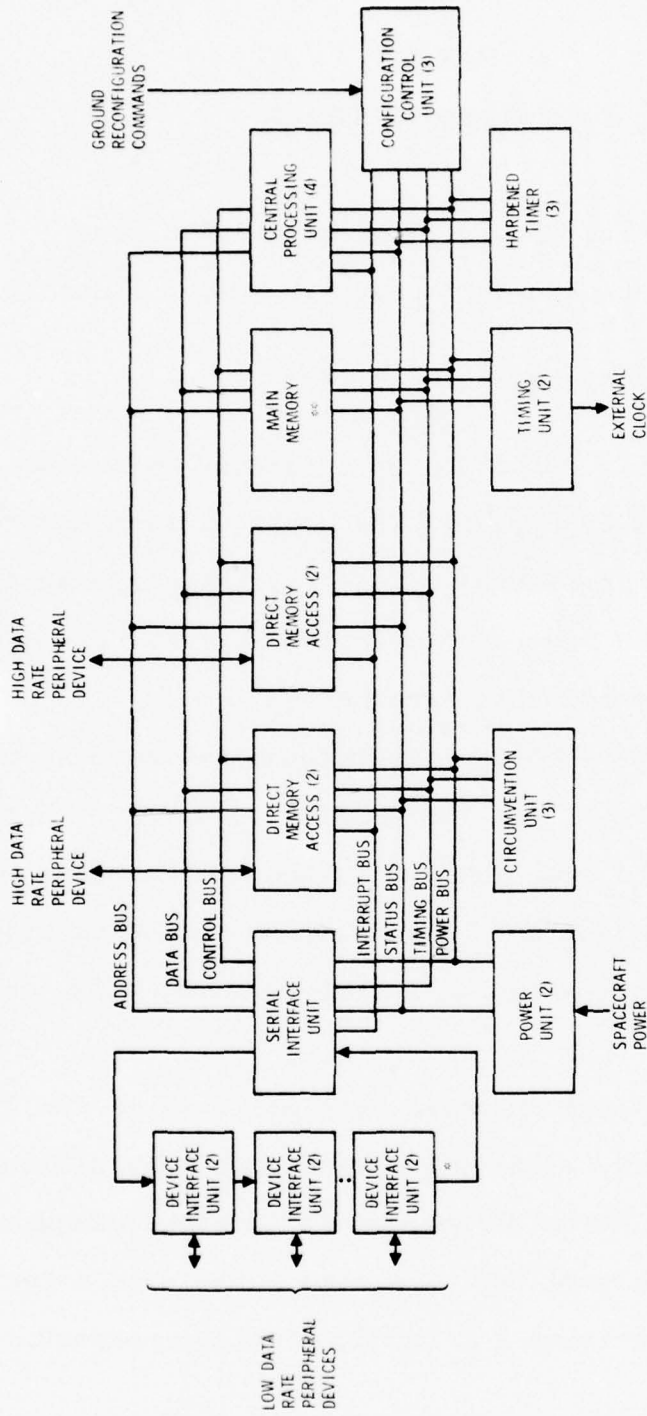 HIGH DATA
RATE
PERIPHERAL
DEVICE
HIGH DATA
RATE
PERIPHERAL
DEVICE
GROUND
RECONFIGURATION
COMMANDS
ADDRESS BUS
DATA BUS
CONTROL BUS
LOW DATA
RATE
PERIPHERAL
DEVICES
DEVICE
INTERFACE
UNIT (2)
DEVICE
INTERFACE
UNIT (2)
DEVICE
INTERFACE
UNIT (2)
*
SERIAL
INTERFACE
UNIT
DIRECT
MEMORY
ACCESS (2)
DIRECT
MEMORY
ACCESS (2)
MAIN
MEMORY
**
CENTRAL
PROCESSING
UNIT (4)
CONFIGURATION
CONTROL
UNIT (3)
INTERRUPT BUS
STATUS BUS
TIMING BUS
POWER BUS
POWER
UNIT (2)
CIRCUMVENTION
UNIT
(3)
TIMING
UNIT (2)
HARDENED
TIMER
(3)
SPACECRAFT
POWER
EXTERNAL
CLOCK